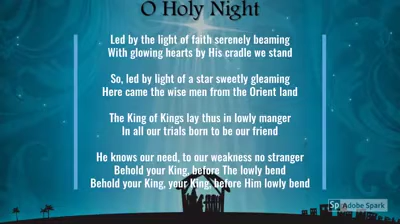 O Holy Night
Led by the light of faith serenely beaming
With glowing hearts by His cradle we stand
So, led by light of a star sweetly gleaming
Here came the wise men from the Orient land
The King of Kings lay thus in lowly manger
In all our trials born to be our friend
He knows our need, to our weakness no stranger
Behold your King, before The lowly bend
Behold your King, your King, before Him lowly bend
Sp Adobe Spark